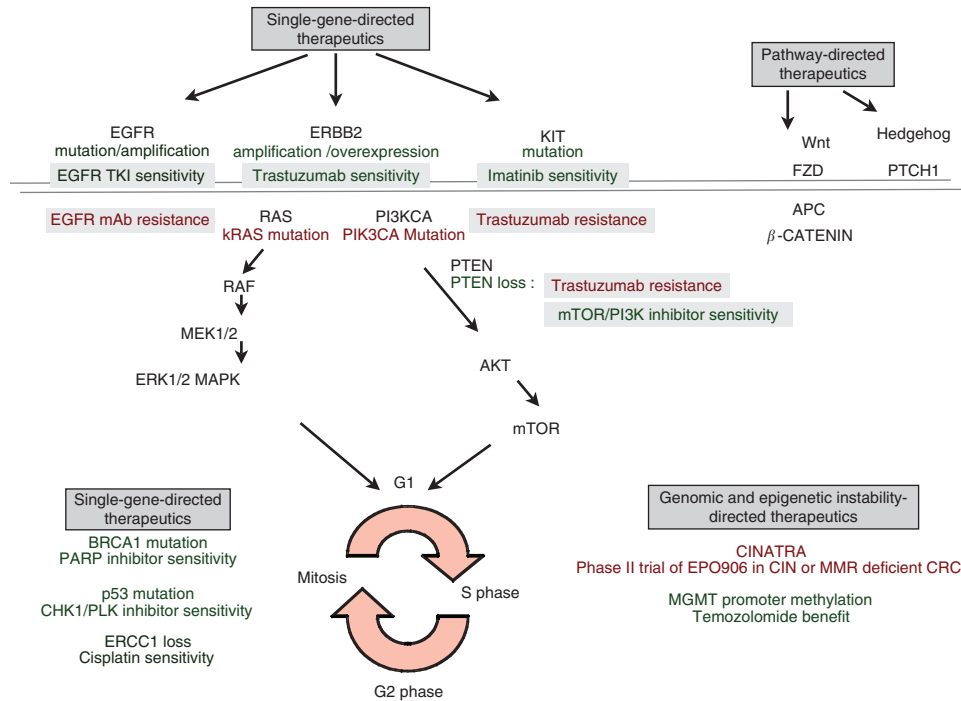 Single-gene-directed
therapeutics
Pathway-directed
therapeutics
EGFR
mutation/amplification
EGFR TKI sensitivity
ERBB2
amplification /overexpression
Trastuzumab sensitivity
KIT
mutation
Imatinib sensitivity
Wnt
FZD
Hedgehog
PTCH1
EGFR mAb resistance
RAS
kRAS mutation
PI3KCA
PIK3CA Mutation
Trastuzumab resistance
APC
β-CATENIN
RAF
MEK1/2
ERK1/2 MAPK
PTEN
PTEN loss :
Trastuzumab resistance
mTOR/PI3K inhibitor sensitivity
AKT
mTOR
G1
Mitosis
S phase
G2 phase
Single-gene-directed
therapeutics
BRCA1 mutation
PARP inhibitor sensitivity
p53 mutation
CHK1/PLK inhibitor sensitivity
ERCC1 loss
Cisplatin sensitivity
Genomic and epigenetic instability-
directed therapeutics
CINATRA
Phase II trial of EPO906 in CIN or MMR deficient CRC
MGMT promoter methylation
Temozolomide benefit